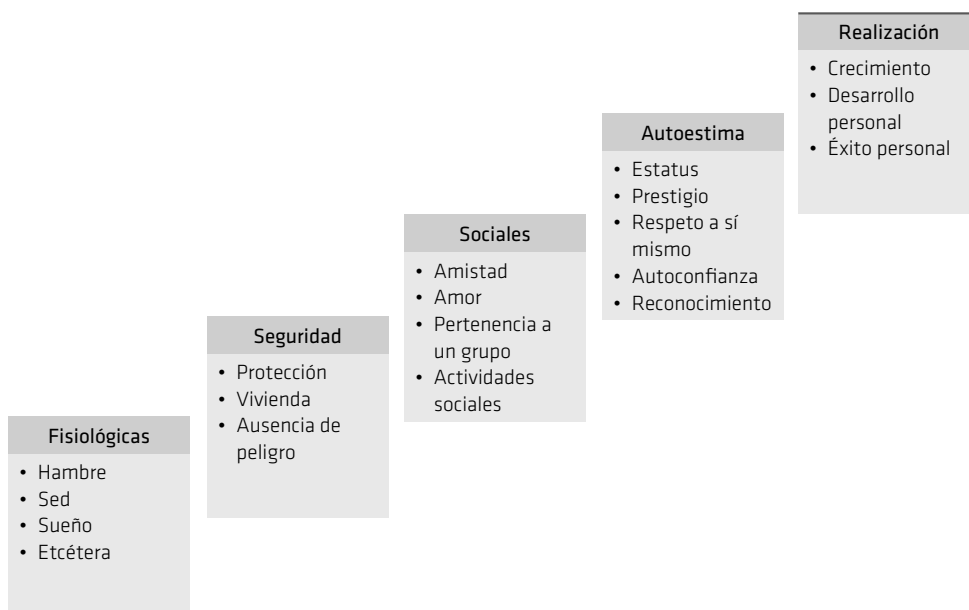 Fisiológicas
• Hambre
• Sed
• Sueño
• Etcétera
Seguridad
• Protección
• Vivienda
• Ausencia de
peligro
Sociales
• Amistad
• Amor
• Pertenencia a
un grupo
• Actividades
sociales
Autoestima
• Estatus
• Prestigio
• Respeto a sí
mismo
• Autoconfianza
• Reconocimiento
Realización
• Crecimiento
• Desarrollo
personal
• Éxito personal